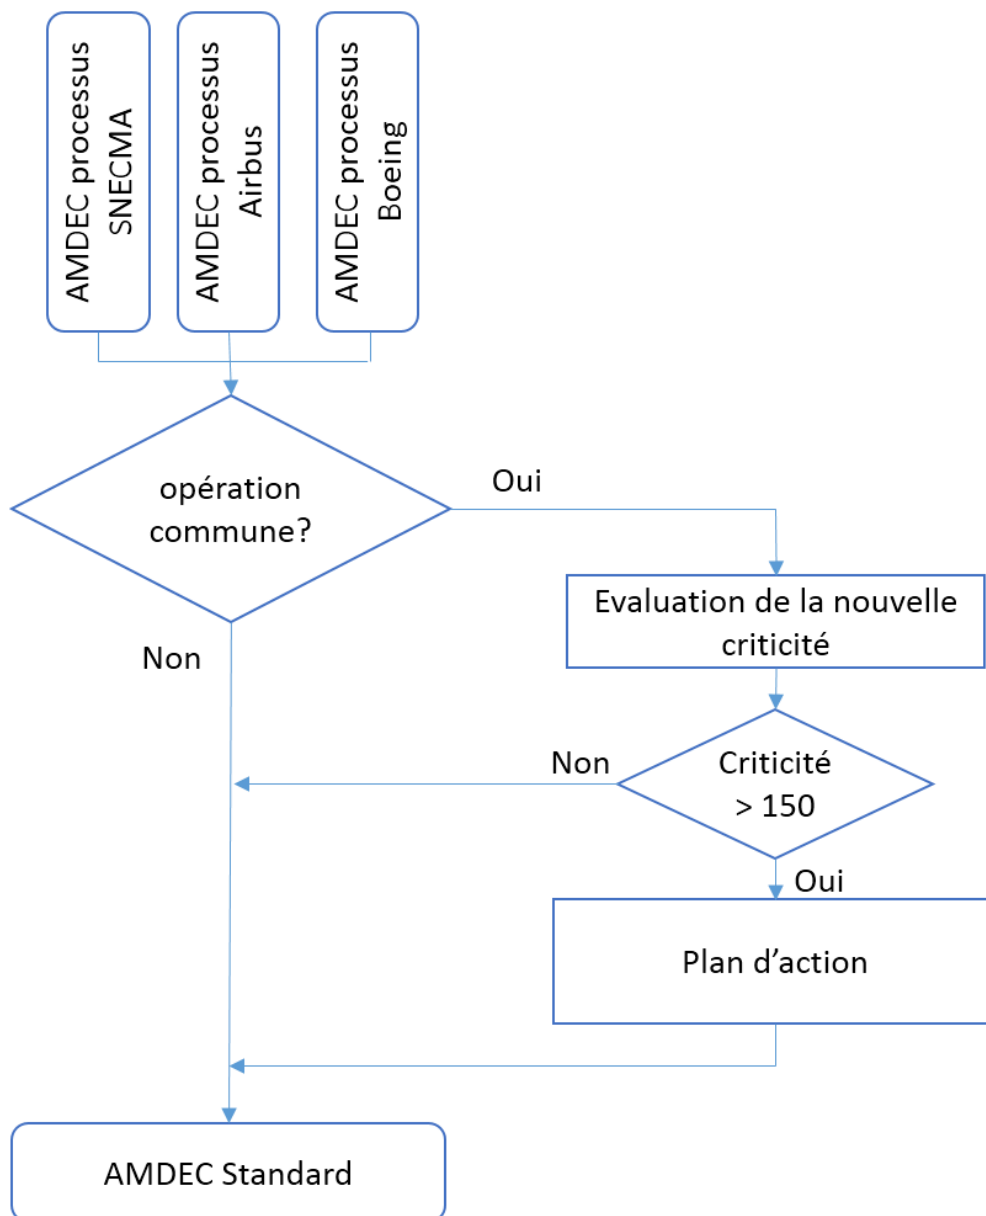 AMDEC processus
SNECMA
AMDEC processus
Airbus
AMDEC processus
Boeing
opération
commune?
Oui
Evaluation de la nouvelle
criticité
Non
Non
Criticité
> 150
Oui
Plan d’action
AMDEC Standard